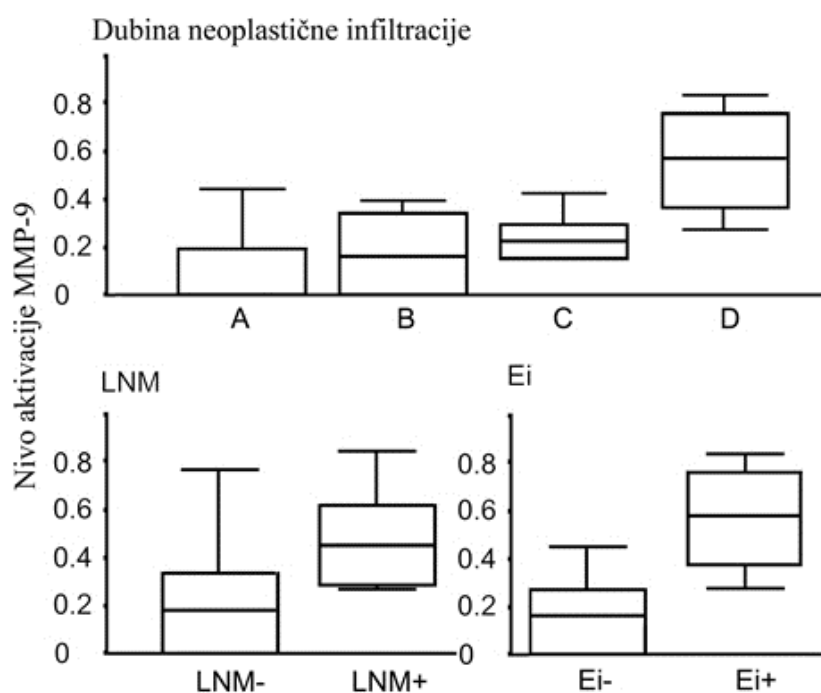 Dubina neoplastične infiltracije
Nivo aktivacije MMP-9
0.8
0.6
0.4
0.2
0
A B C D
LNM
0.8
0.6
0.4
0.2
0
LNM- LNM+
Ei
0.8
0.6
0.4
0.2
0
Ei- Ei+